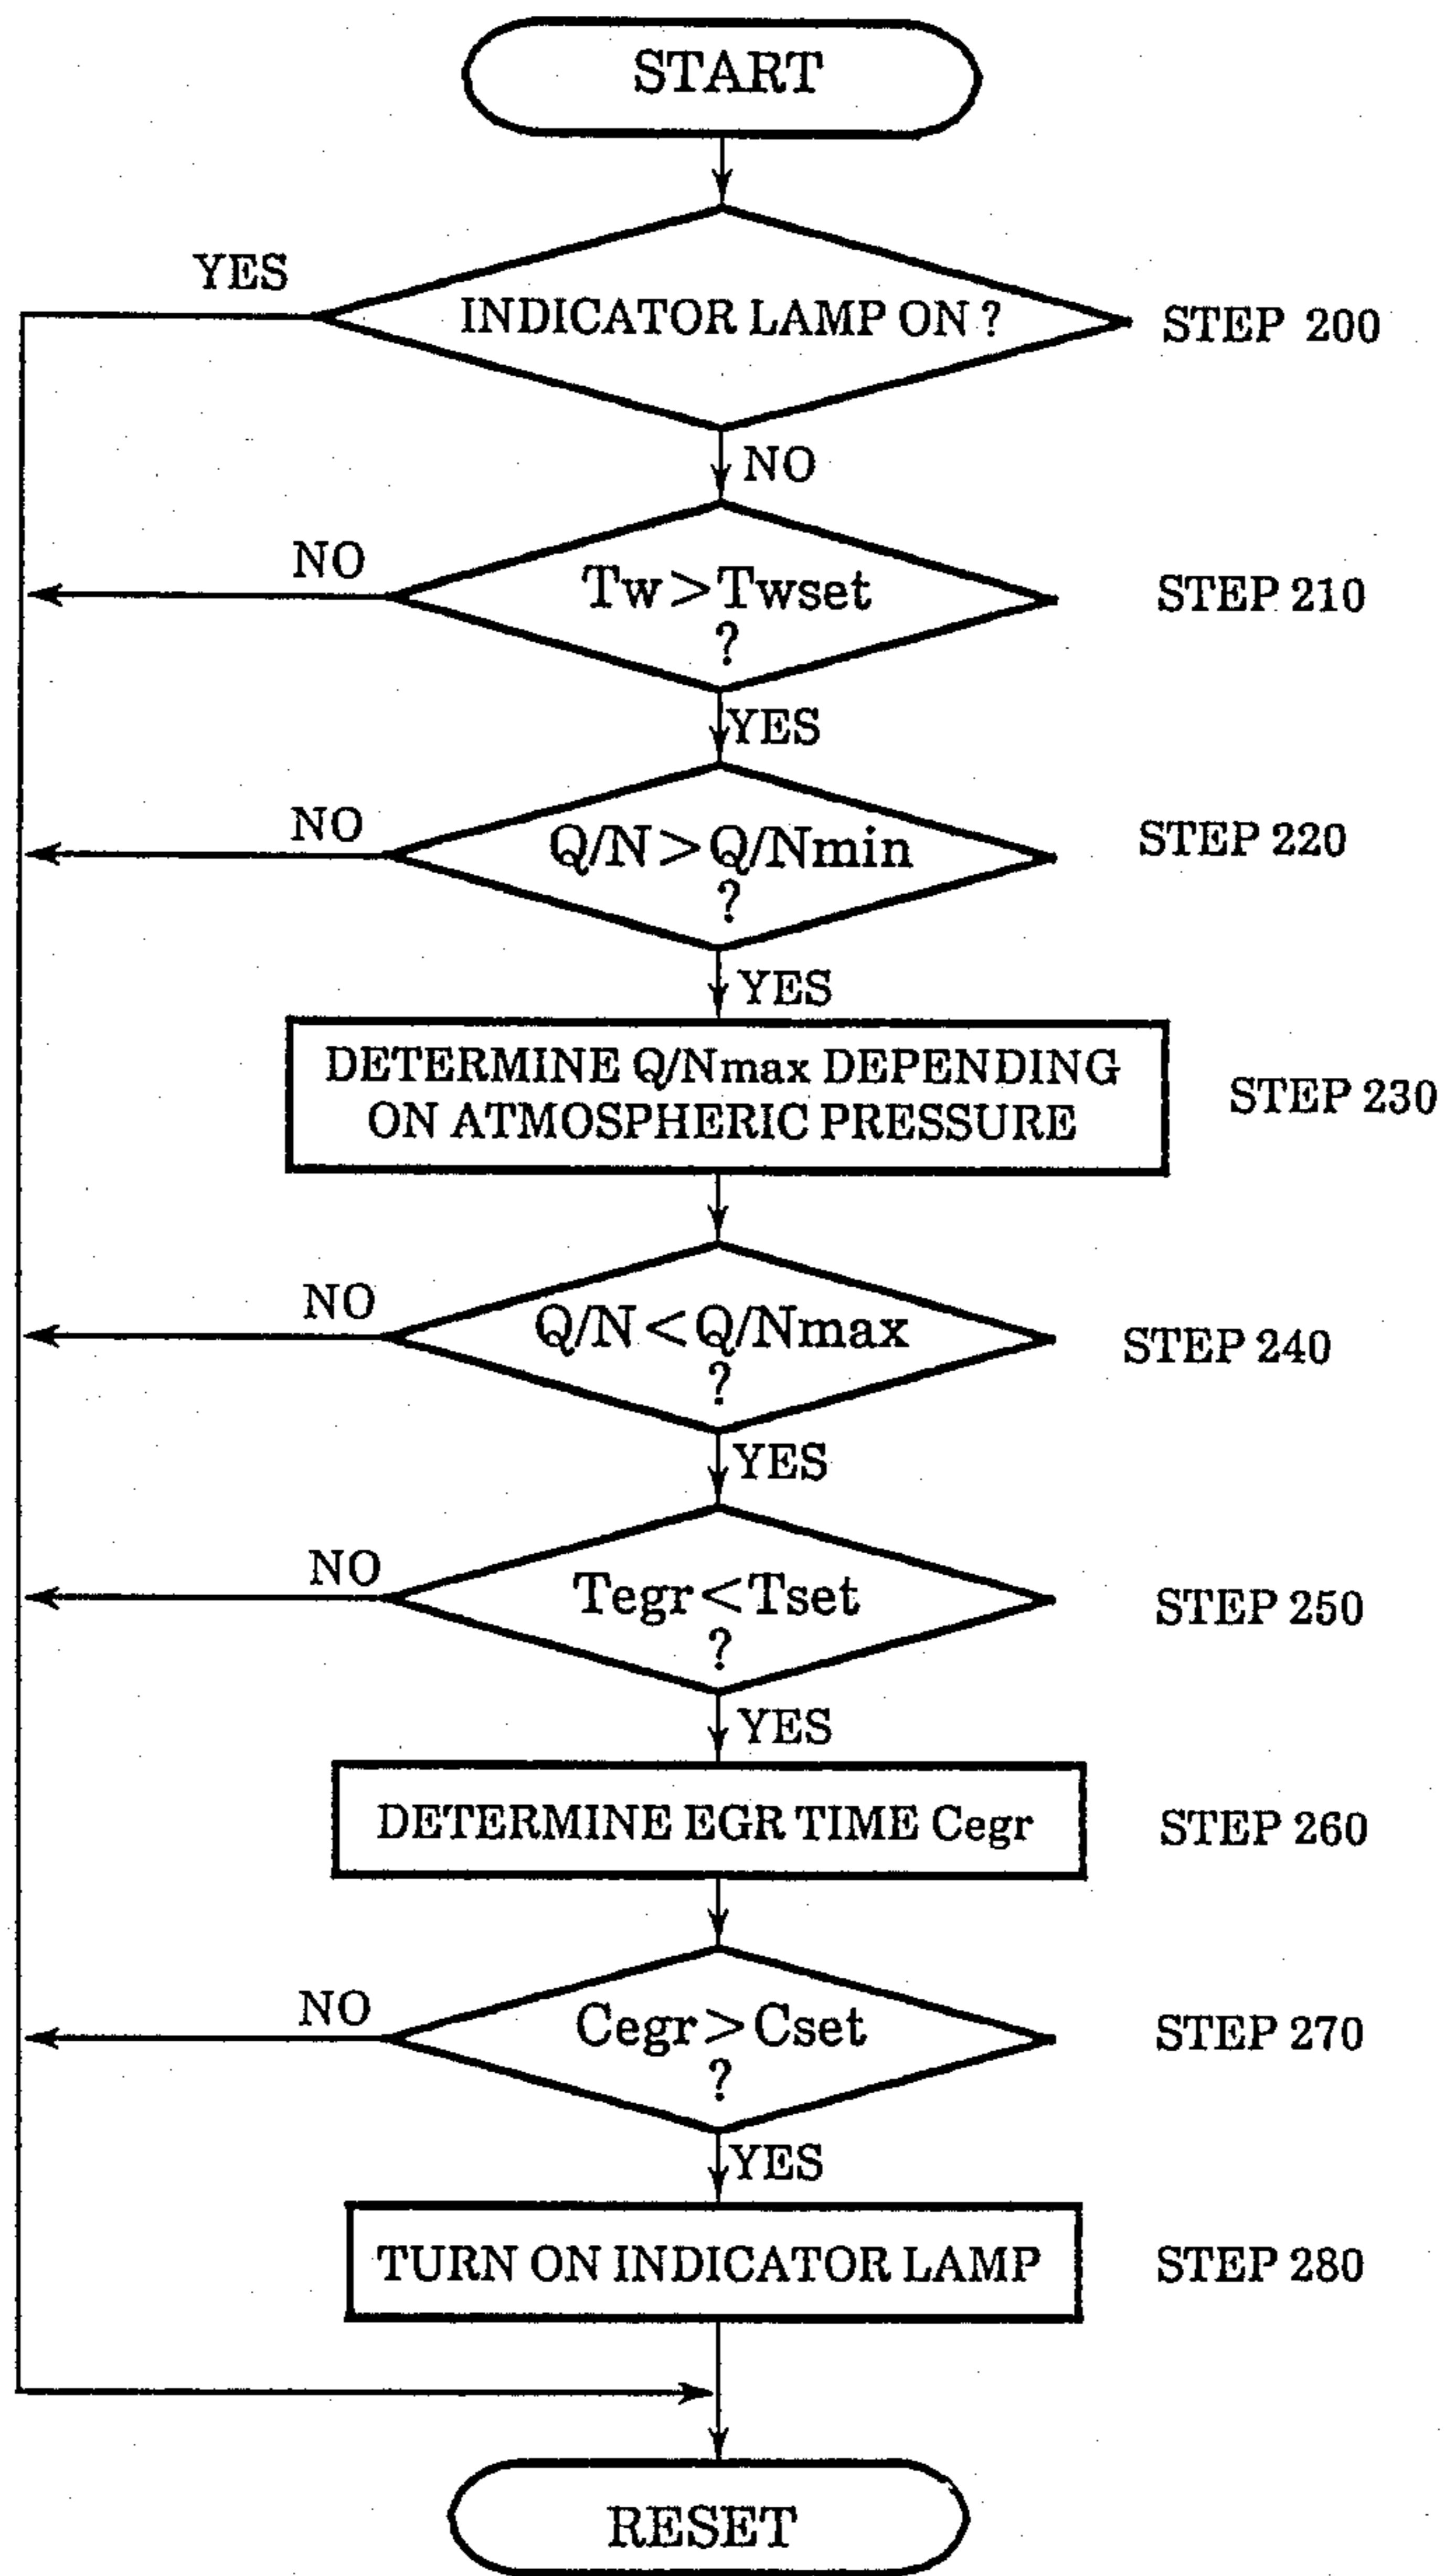 START
YES
INDICATOR LAMP ON ?
STEP 200
NO
NO
Tw>Twset
?
STEP 210
YES
NO
Q/N>Q/Nmin
?
STEP 220
YES
DETERMINE Q/Nmax DEPENDING
ON ATMOSPHERIC PRESSURE
STEP 230
NO
Q/N<Q/Nmax
?
STEP 240
YES
NO
Tegr<Tset
?
STEP 250
YES
DETERMINE EGR TIME Cegr
STEP 260
NO
Cegr>Cset
?
STEP 270
YES
TURN ON INDICATOR LAMP
STEP 280
RESET